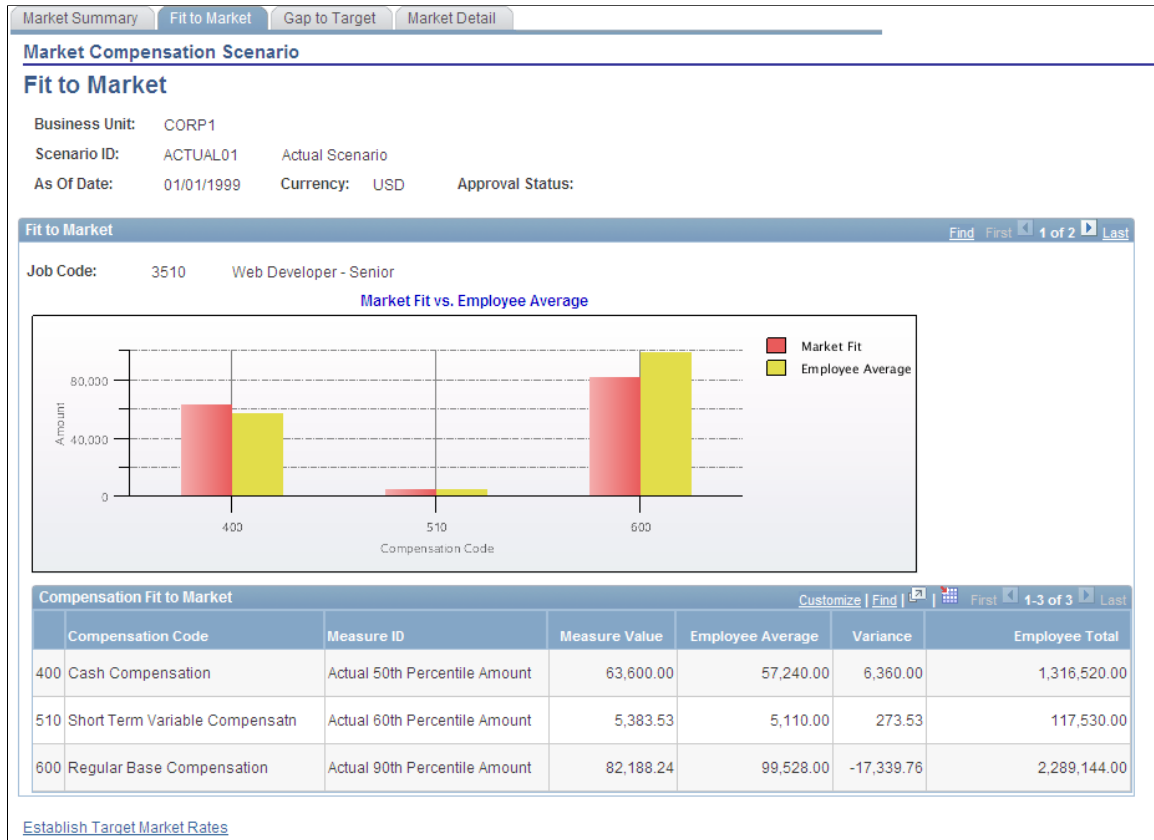 Market Summary Fit to Market Gap to Target Market Detail
Market Compensation Scenario
Fit to Market
Business Unit: CORP1
Scenario ID: ACTUAL01 Actual Scenario
As Of Date: 01/01/1999 Currency: USD Approval Status:
Fit to Market Find First 1 of 2 Last
Job Code: 3510 Web Developer - Senior
Market Fit vs. Employee Average
Market Fit
Employee Average
80,000
40,000
0
Amount
400 510 600
Compensation Code
Compensation Fit to Market Customize | Find | | First 1-3 of 3 Last
Compensation Code Measure ID Measure Value Employee Average Variance Employee Total
400 Cash Compensation Actual 50th Percentile Amount 63,600.00 57,240.00 6,360.00 1,316,520.00
510 Short Term Variable Compensatn Actual 60th Percentile Amount 5,383.53 5,110.00 273.53 117,530.00
600 Regular Base Compensation Actual 90th Percentile Amount 82,188.24 99,528.00 -17,339.76 2,289,144.00
Establish Target Market Rates